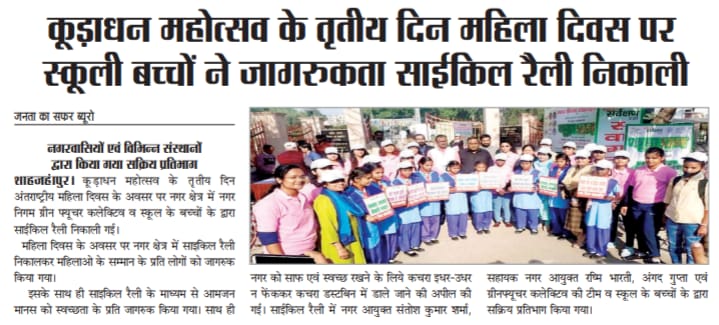 कूड़ाधन महोत्सव के तृतीय दिन महिला दिवस पर
स्कूली बच्चों ने जागरुकता साईकिल रैली निकाली
जनता का सफर ब्यूरो
नगरवासियों एवं विभिन्न संस्थानों
द्वारा किया गया सक्रिय प्रतिभाग
शाहजहांपुर। कूड़ाधन महोत्सव के तृतीय दिन
अंतराष्ट्रीय महिला दिवस के अवसर पर नगर क्षेत्र में नगर
निगम ग्रीन फ्यूचर कलेक्टिव व स्कूल के बच्चों के द्वारा
साईकिल रैली निकाली गई।
महिला दिवस के अवसर पर नगर क्षेत्र में साइकिल रैली
निकालकर महिलाओ के सम्मान के प्रति लोगों को जागरुक
किया गया।
इसके साथ ही साइकिल रैली के माध्यम से आमजन
मानस को स्वच्छता के प्रति जागरुक किया गया। साथ ही
नगर को साफ एवं स्वच्छ रखने के लिये कचरा इधर-उधर
न फेंककर कचरा डस्टबिन में डाले जाने की अपील की
गई। साईकिल रैली में नगर आयुक्त संतोश कुमार शर्मा,
सहायक नगर आयुक्त रष्मि भारती, अंगद गुप्ता एवं
ग्रीनफ्यूचर कलेक्टिव की टीम व स्कूल के बच्चों के द्वारा
सक्रिय प्रतिभाग किया गया।